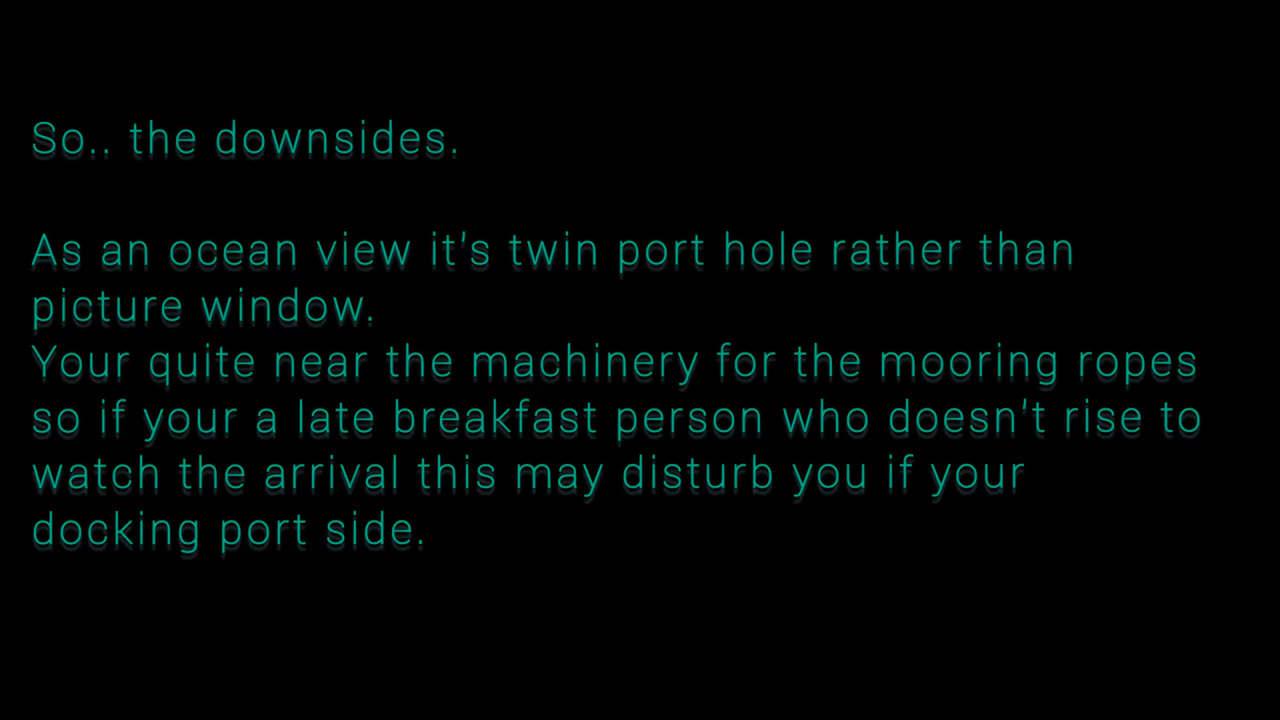 So.. the downsides.
As an ocean view it's twin port hole rather than
picture window.
Your quite near the machinery for the mooring ropes
so if your a late breakfast person who doesn't rise to
watch the arrival this may disturb you if your
docking port side.